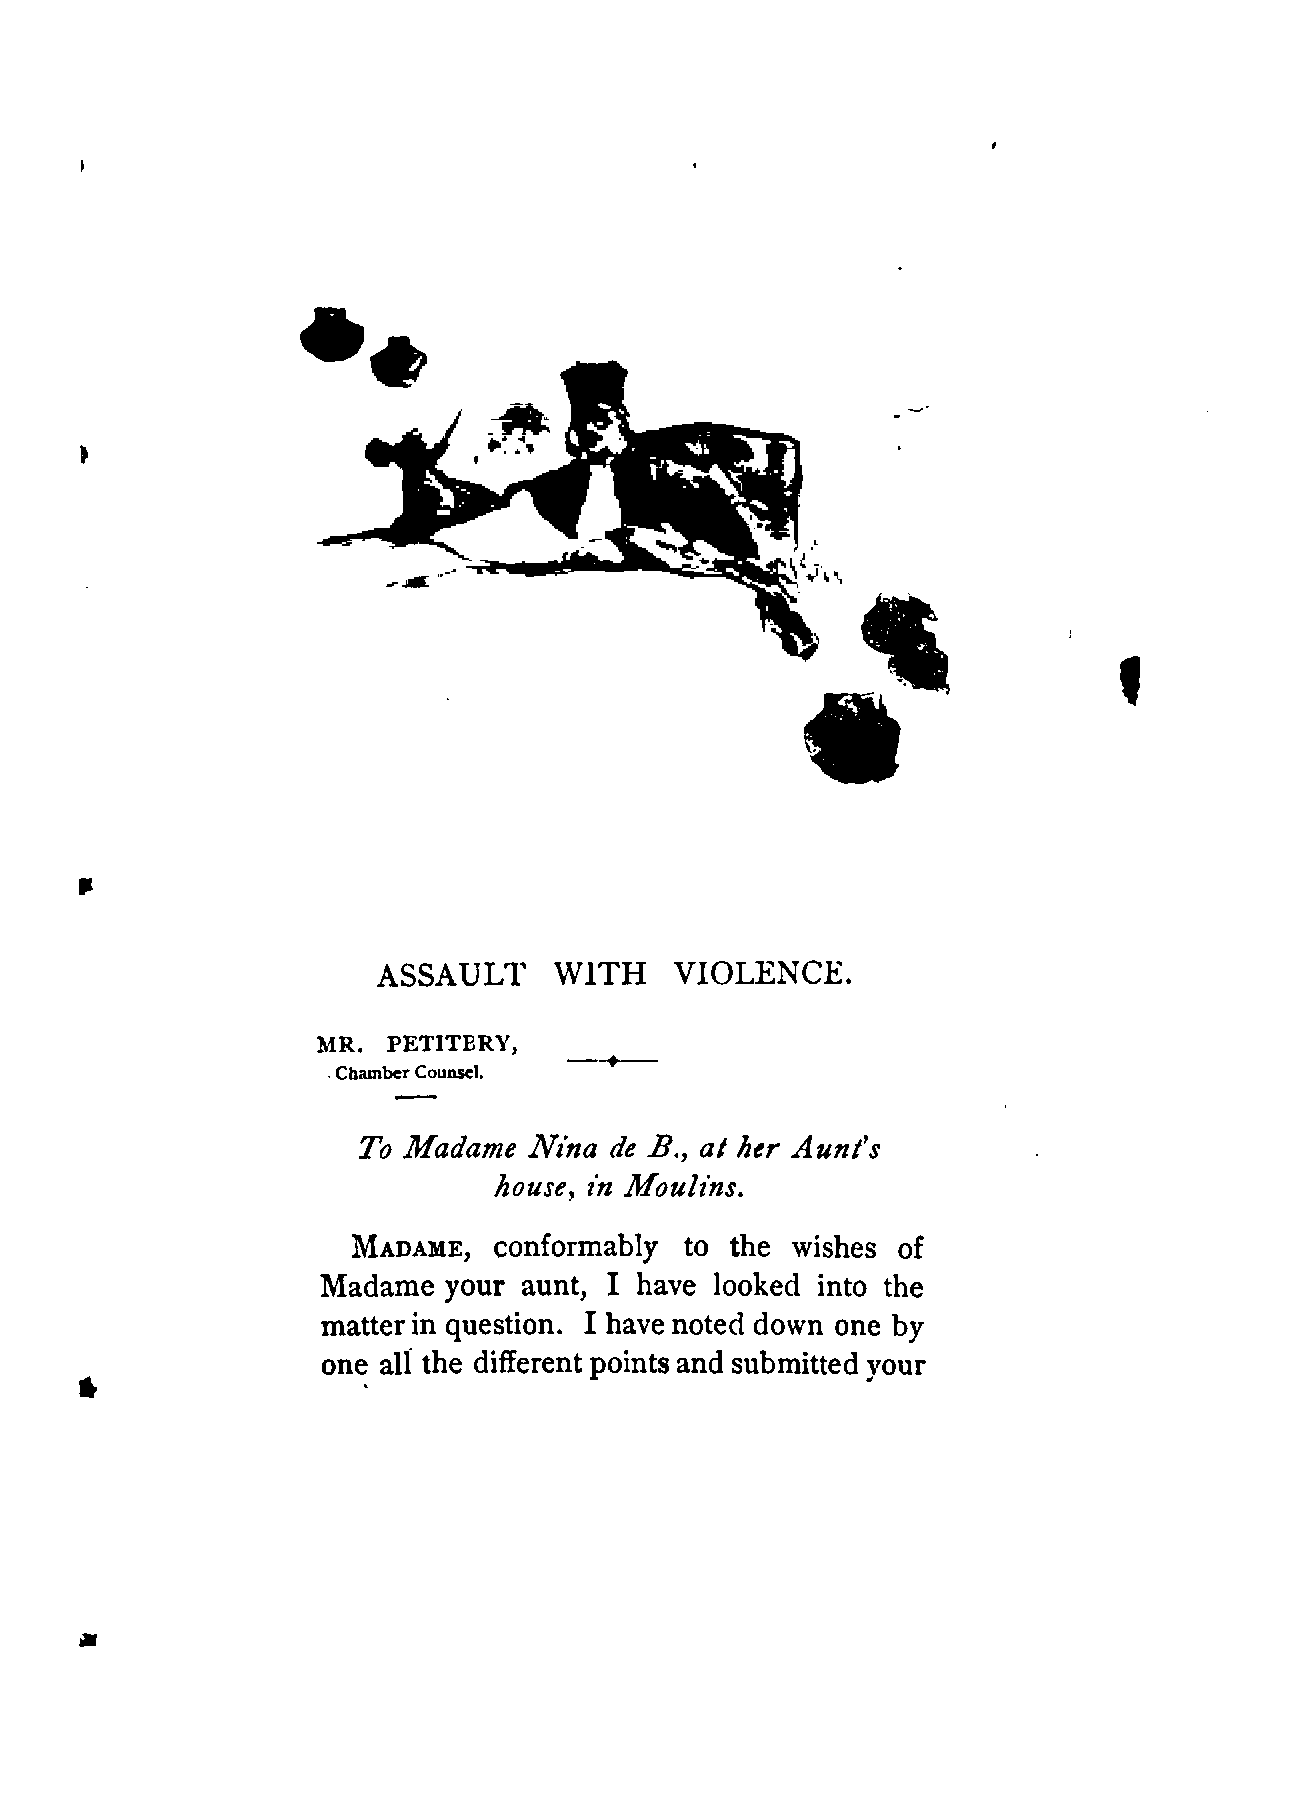 ASSAULT WITH VIOLENCE.
MR. PETITBRY,
Chamber Counsel.
To Madame Nina de B., at her Aunt's
house, in Moulins.
MADAME, conformably to the wishes of
Madame your aunt, I have looked into the
matter in question. I have noted down one by
one all the different points and submitted your